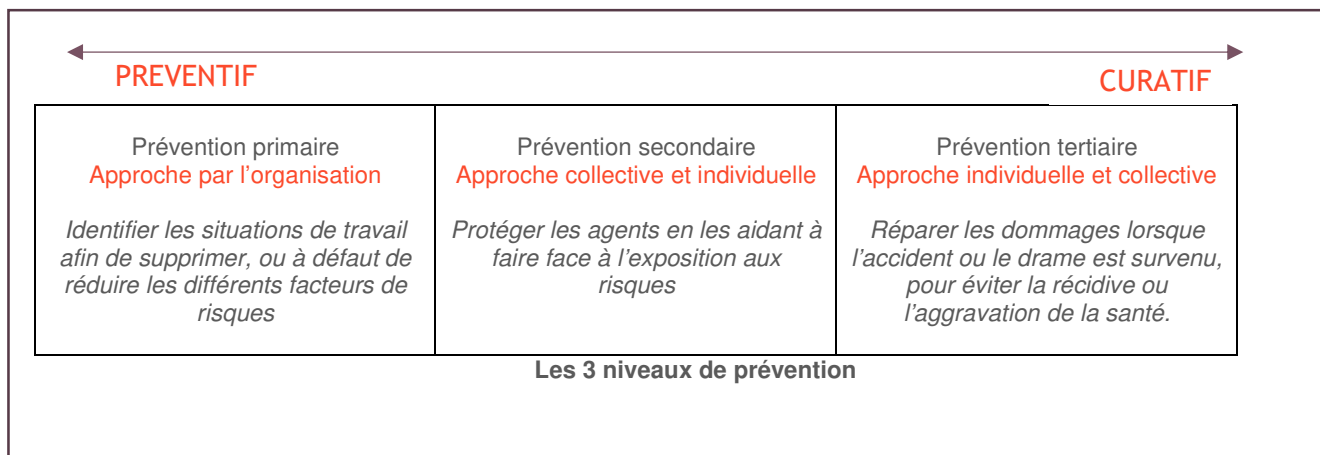 PREVENTIF
CURATIF
Prévention primaire
Approche par l'organisation
Identifier les situations de travail
afin de supprimer, ou à défaut de
réduire les différents facteurs de
risques
Prévention secondaire
Approche collective et individuelle
Protéger les agents en les aidant à
faire face à l'exposition aux
risques
Prévention tertiaire
Approche individuelle et collective
Réparer les dommages lorsque
l'accident ou le drame est survenu,
pour éviter la récidive ou
l'aggravation de la santé.
Les 3 niveaux de prévention